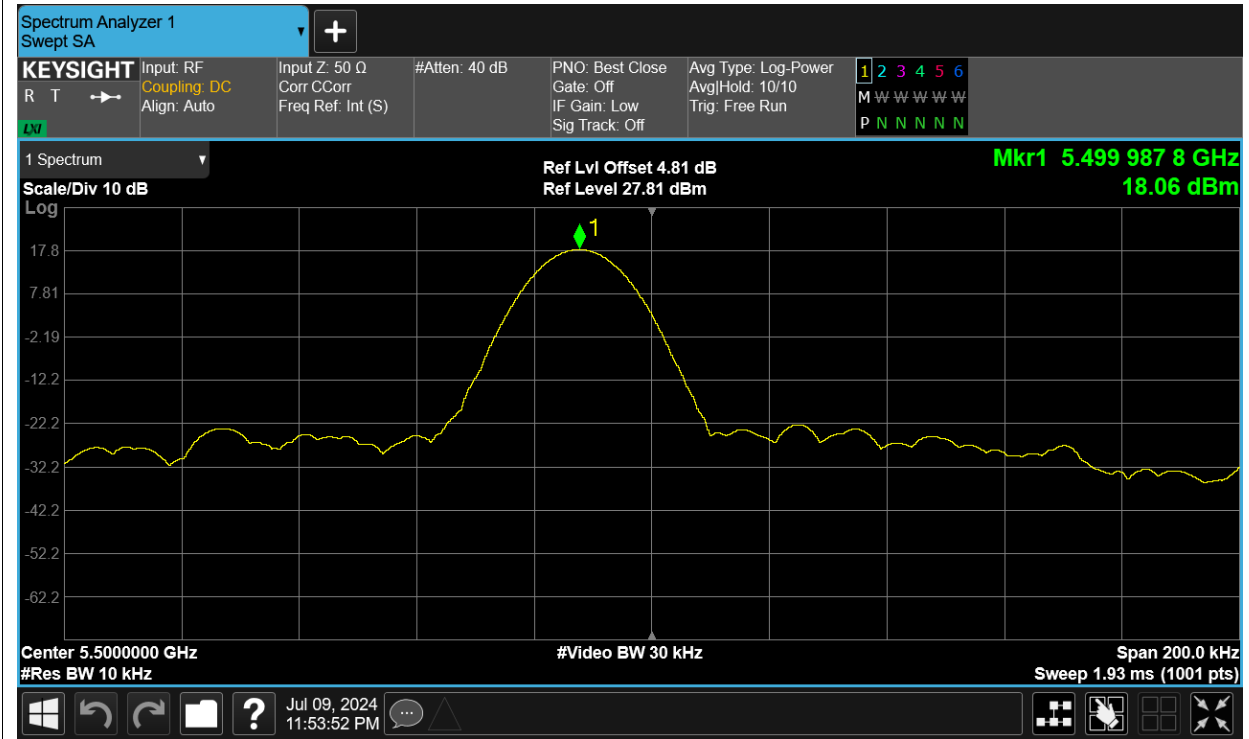 Spectrum Analyzer 1
Swept SA
KEYSIGHT
R T
LXI
Input: RF
Coupling: DC
Align: Auto
Input Z: 50 Ω
Corr CCorr
Freq Ref: Int (S)
#Atten: 40 dB
PNO: Best Close
Gate: Off
IF Gain: Low
Sig Track: Off
Avg Type: Log-Power
Avg|Hold: 10/10
Trig: Free Run
1 2 3 4 5 6
M W W W W W
P N N N N N
1 Spectrum
Scale/Div 10 dB
Log
Ref Lvl Offset 4.81 dB
Ref Level 27.81 dBm
Mkr1 5.499 987 8 GHz
18.06 dBm
1
17.8
7.81
-2.19
-12.2
-22.2
-32.2
-42.2
-52.2
-62.2
Center 5.5000000 GHz
#Video BW 30 kHz
Span 200.0 kHz
#Res BW 10 kHz
Sweep 1.93 ms (1001 pts)
?
Jul 09, 2024
11:53:52 PM